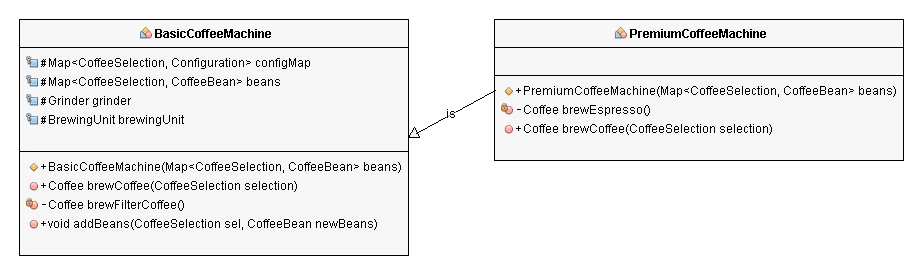 BasicCoffeeMachine
#Map<CoffeeSelection, Configuration> configMap
#Map<CoffeeSelection, CoffeeBean> beans
#Grinder grinder
#BrewingUnit brewingUnit
+BasicCoffeeMachine(Map<CoffeeSelection, CoffeeBean> beans)
+Coffee brewCoffee(CoffeeSelection selection)
-Coffee brewFilterCoffee()
+void addBeans(CoffeeSelection sel, CoffeeBean newBeans)
is
PremiumCoffeeMachine
+PremiumCoffeeMachine(Map<CoffeeSelection, CoffeeBean> beans)
-Coffee brewEspresso()
+Coffee brewCoffee(CoffeeSelection selection)